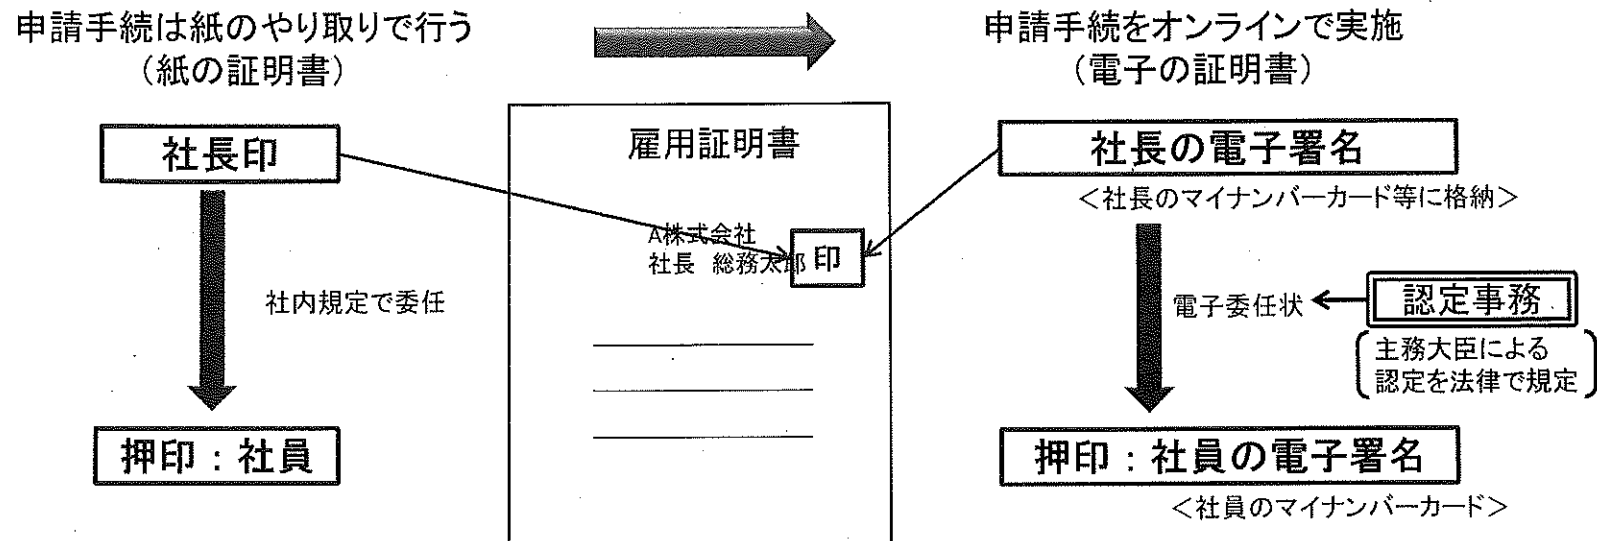 申請手続は紙のやり取りで行う
（紙の証明書）
申請手続をオンラインで実施
（電子の証明書）
社長印
社内規定で委任
押印：社員
雇用証明書
A株式会社
社長　総務太郎
印
社長の電子署名
＜社長のマイナンバーカード等に格納＞
電子委任状
認定事務
主務大臣による
認定を法律で規定
押印：社員の電子署名
＜社員のマイナンバーカード＞